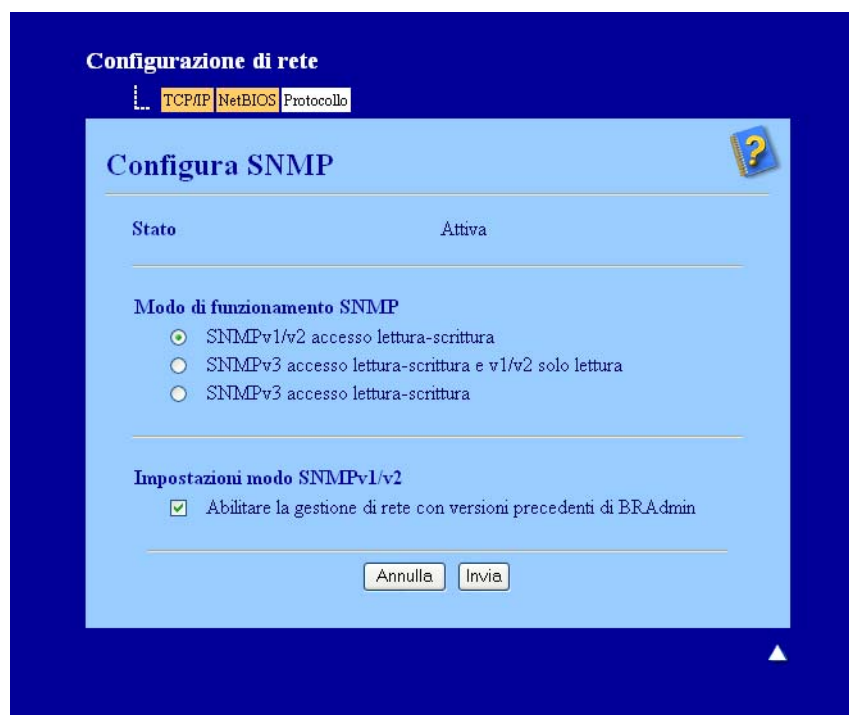 Configurazione di rete
TCP/IP NetBIOS Protocollo
Configura SNMP
?
Stato Attiva
Modo di funzionamento SNMP
SNMPv1/v2 accesso lettura-scrittura
SNMPv3 accesso lettura-scrittura e v1/v2 solo lettura
SNMPv3 accesso lettura-scrittura
Impostazioni modo SNMPv1/v2
Abilitare la gestione di rete con versioni precedenti di BRAdmin
Annulla Invia